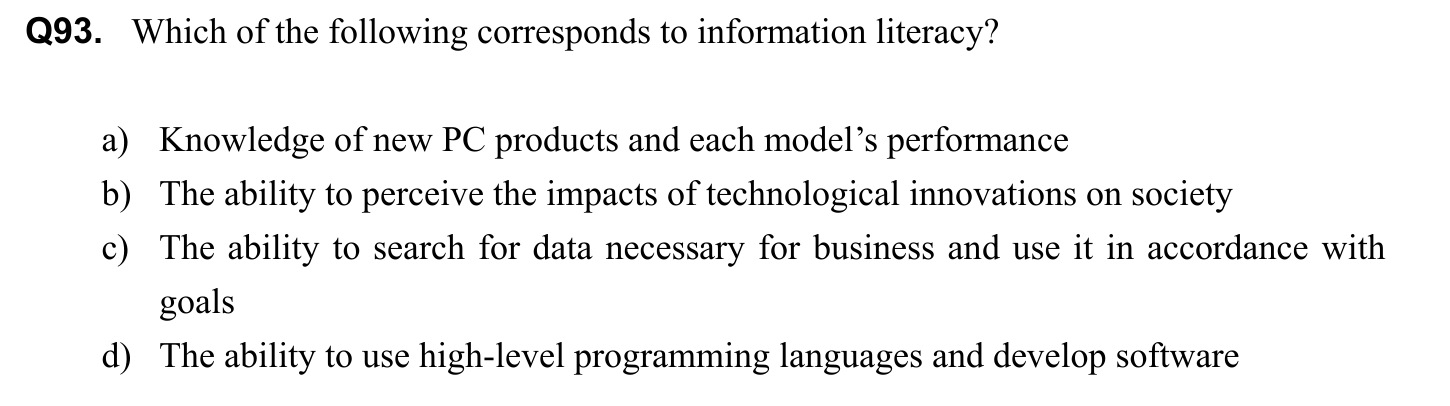 Q93. Which of the following corresponds to information literacy?
a) Knowledge of new PC products and each model’s performance
b) The ability to perceive the impacts of technological innovations on society
c) The ability to search for data necessary for business and use it in accordance with
goals
d) The ability to use high-level programming languages and develop software